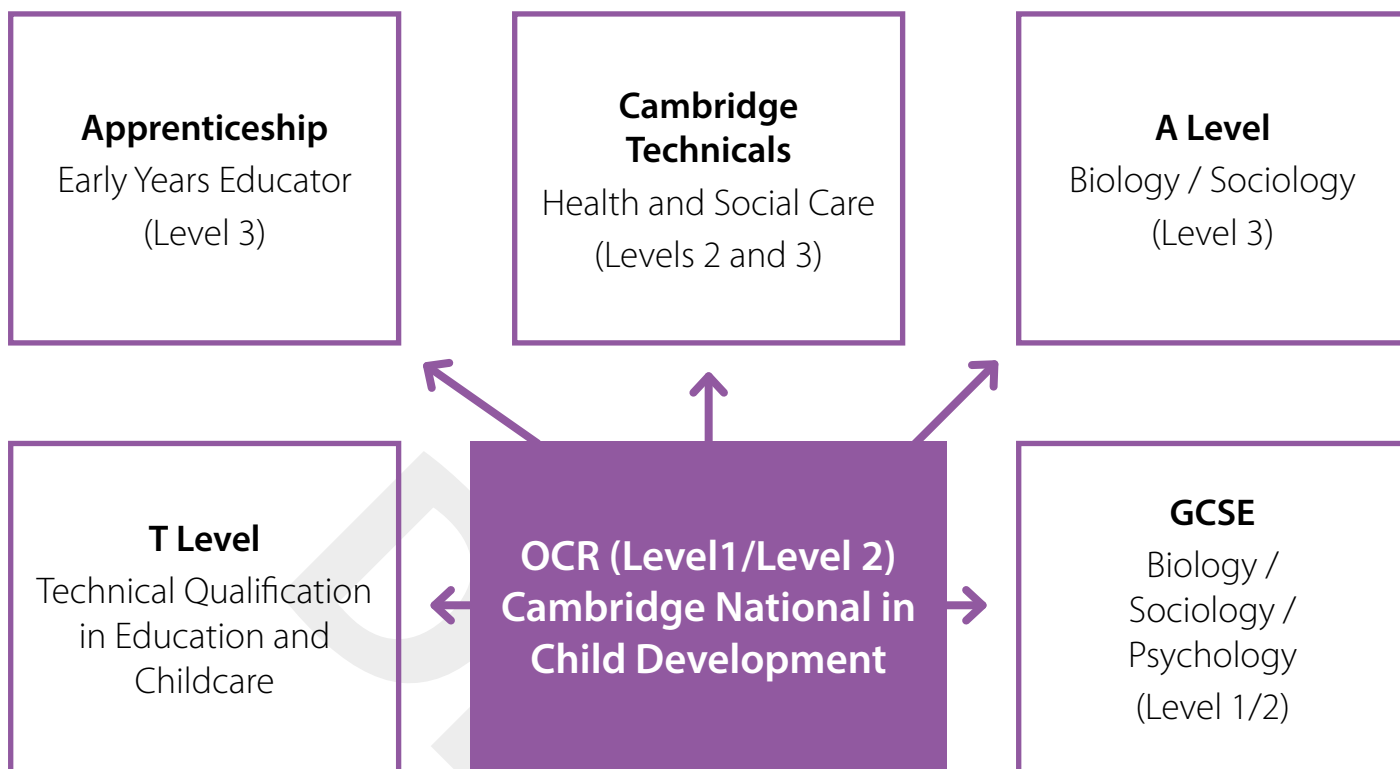 Apprenticeship
Early Years Educator
(Level 3)
Cambridge
Technicals
Health and Social Care
(Levels 2 and 3)
A Level
Biology / Sociology
(Level 3)
T Level
Technical Qualification
in Education and
Childcare
OCR (Level1/Level 2)
Cambridge National in
Child Development
GCSE
Biology /
Sociology /
Psychology
(Level 1/2)